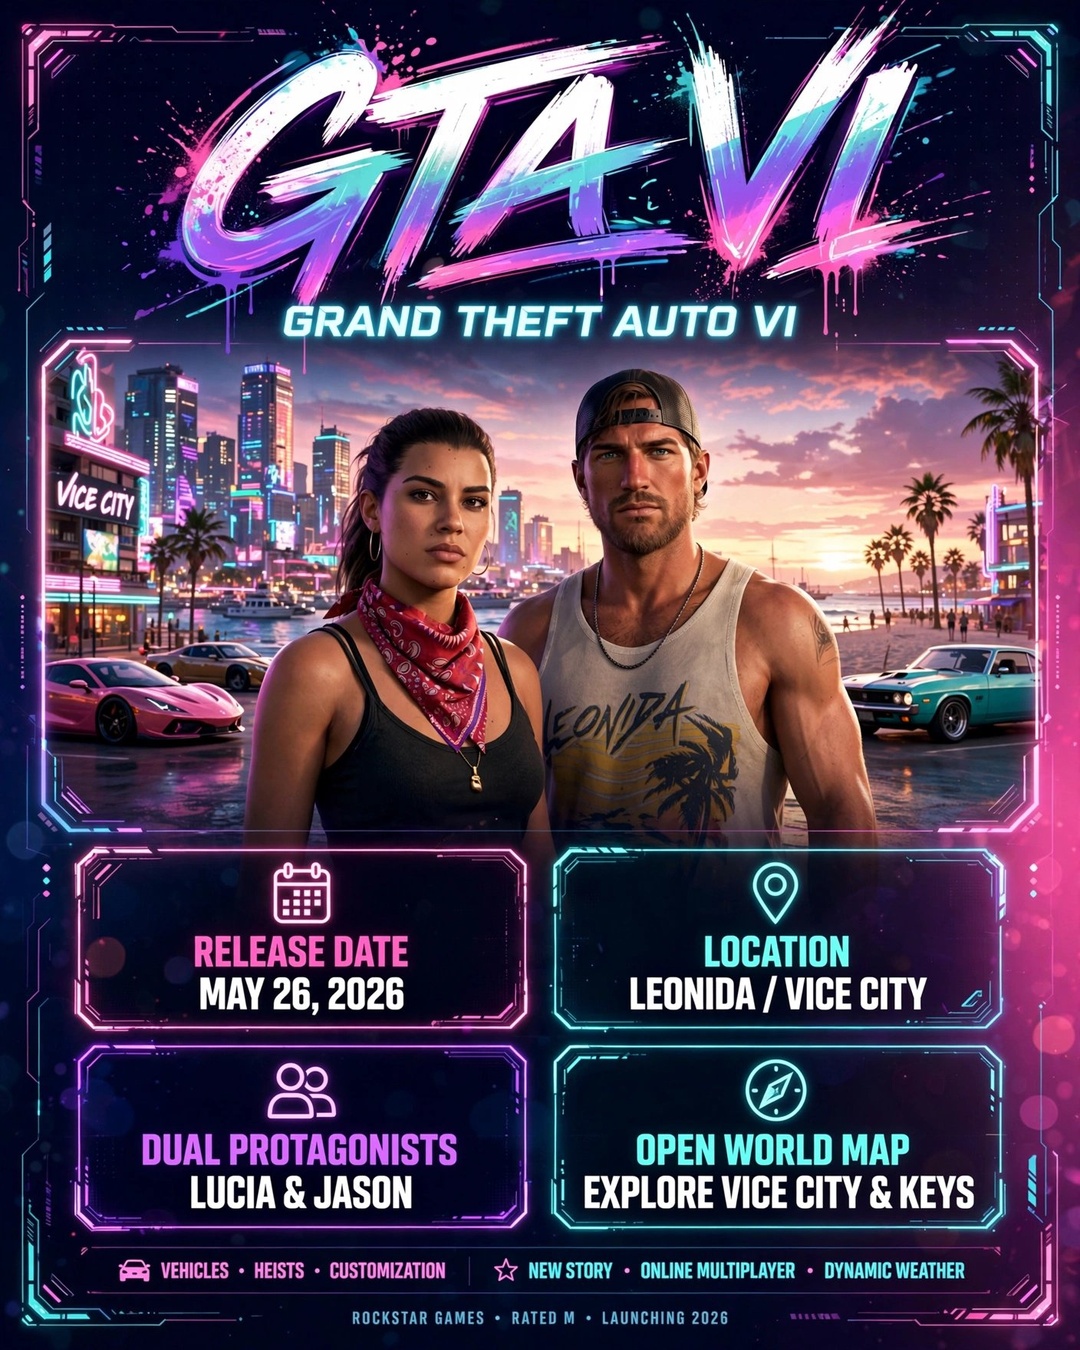 GTA VI
GRAND THEFT AUTO VI
VICE CITY
LEONIDA
RELEASE DATE
MAY 26, 2026
LOCATION
LEONIDA / VICE CITY
DUAL PROTAGONISTS
LUCIA & JASON
OPEN WORLD MAP
EXPLORE VICE CITY & KEYS
VEHICLES • HEISTS • CUSTOMIZATION
NEW STORY • ONLINE MULTIPLAYER • DYNAMIC WEATHER
ROCKSTAR GAMES • RATED M • LAUNCHING 2026